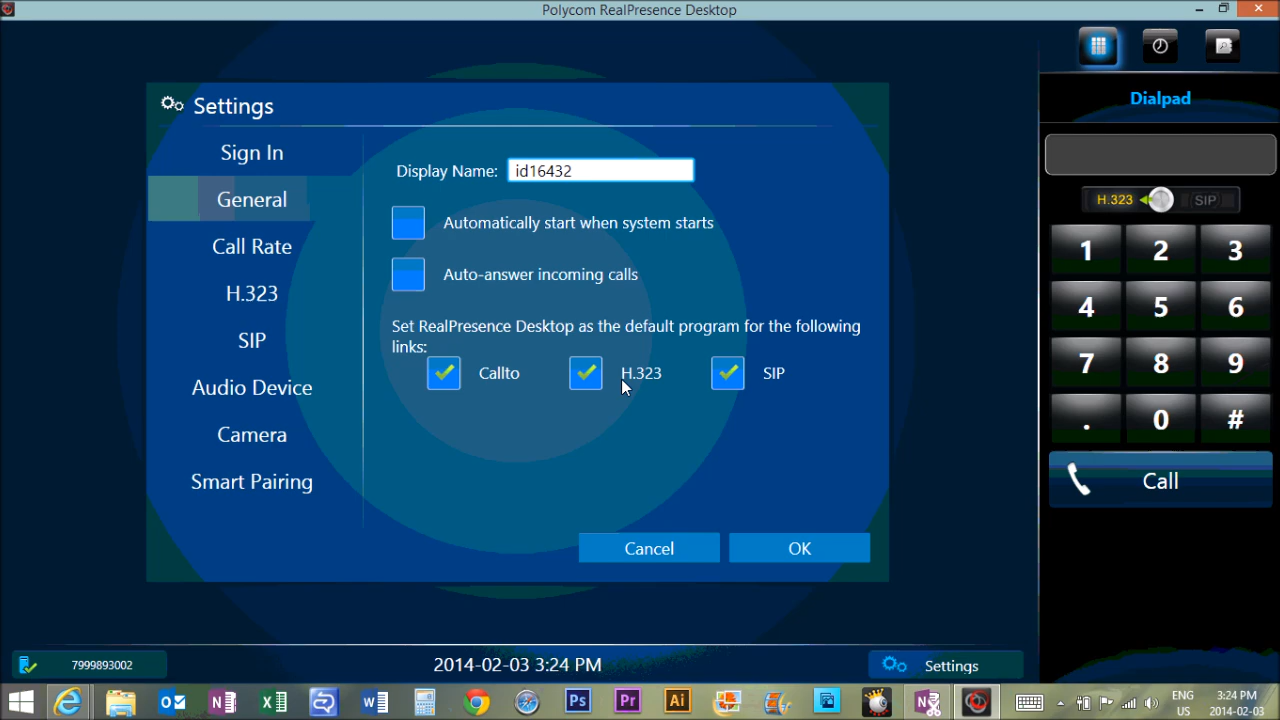 Polycom RealPresence Desktop
Settings
Sign In
General
Call Rate
H.323
SIP
Audio Device
Camera
Smart Pairing
Display Name: id16432
Automatically start when system starts
Auto-answer incoming calls
Set RealPresence Desktop as the default program for the following
links:
Callto H.323 SIP
Cancel OK
Dialpad
H.323 SIP
1 2 3
4 5 6
7 8 9
. 0 #
Call
7999893002
2014-02-03 3:24 PM
Settings
Ps Pr Ai
ENG
US
3:24 PM
2014-02-03